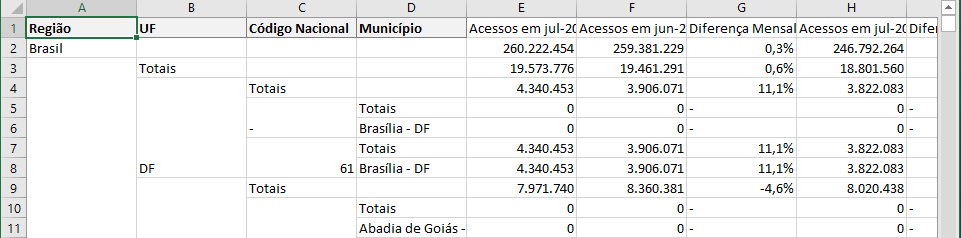 A B C D E F G H
1 Região UF Código Nacional Município Acessos em jul-20 Acessos em jun-2 Diferença Mensal Acessos em jul-20 Difer
2 Brasil 260.222.454 259.381.229 0,3% 246.792.264
3 Totais 19.573.776 19.461.291 0,6% 18.801.560
4 Totais 4.340.453 3.906.071 11,1% 3.822.083
5 Totais 0 0 - 0 -
6 - Brasília - DF 0 0 - 0 -
7 Totais 4.340.453 3.906.071 11,1% 3.822.083
8 DF 61 Brasília - DF 4.340.453 3.906.071 11,1% 3.822.083
9 Totais 7.971.740 8.360.381 -4,6% 8.020.438
10 Totais 0 0 - 0 -
11 Abadia de Goiás - 0 0 - 0 -